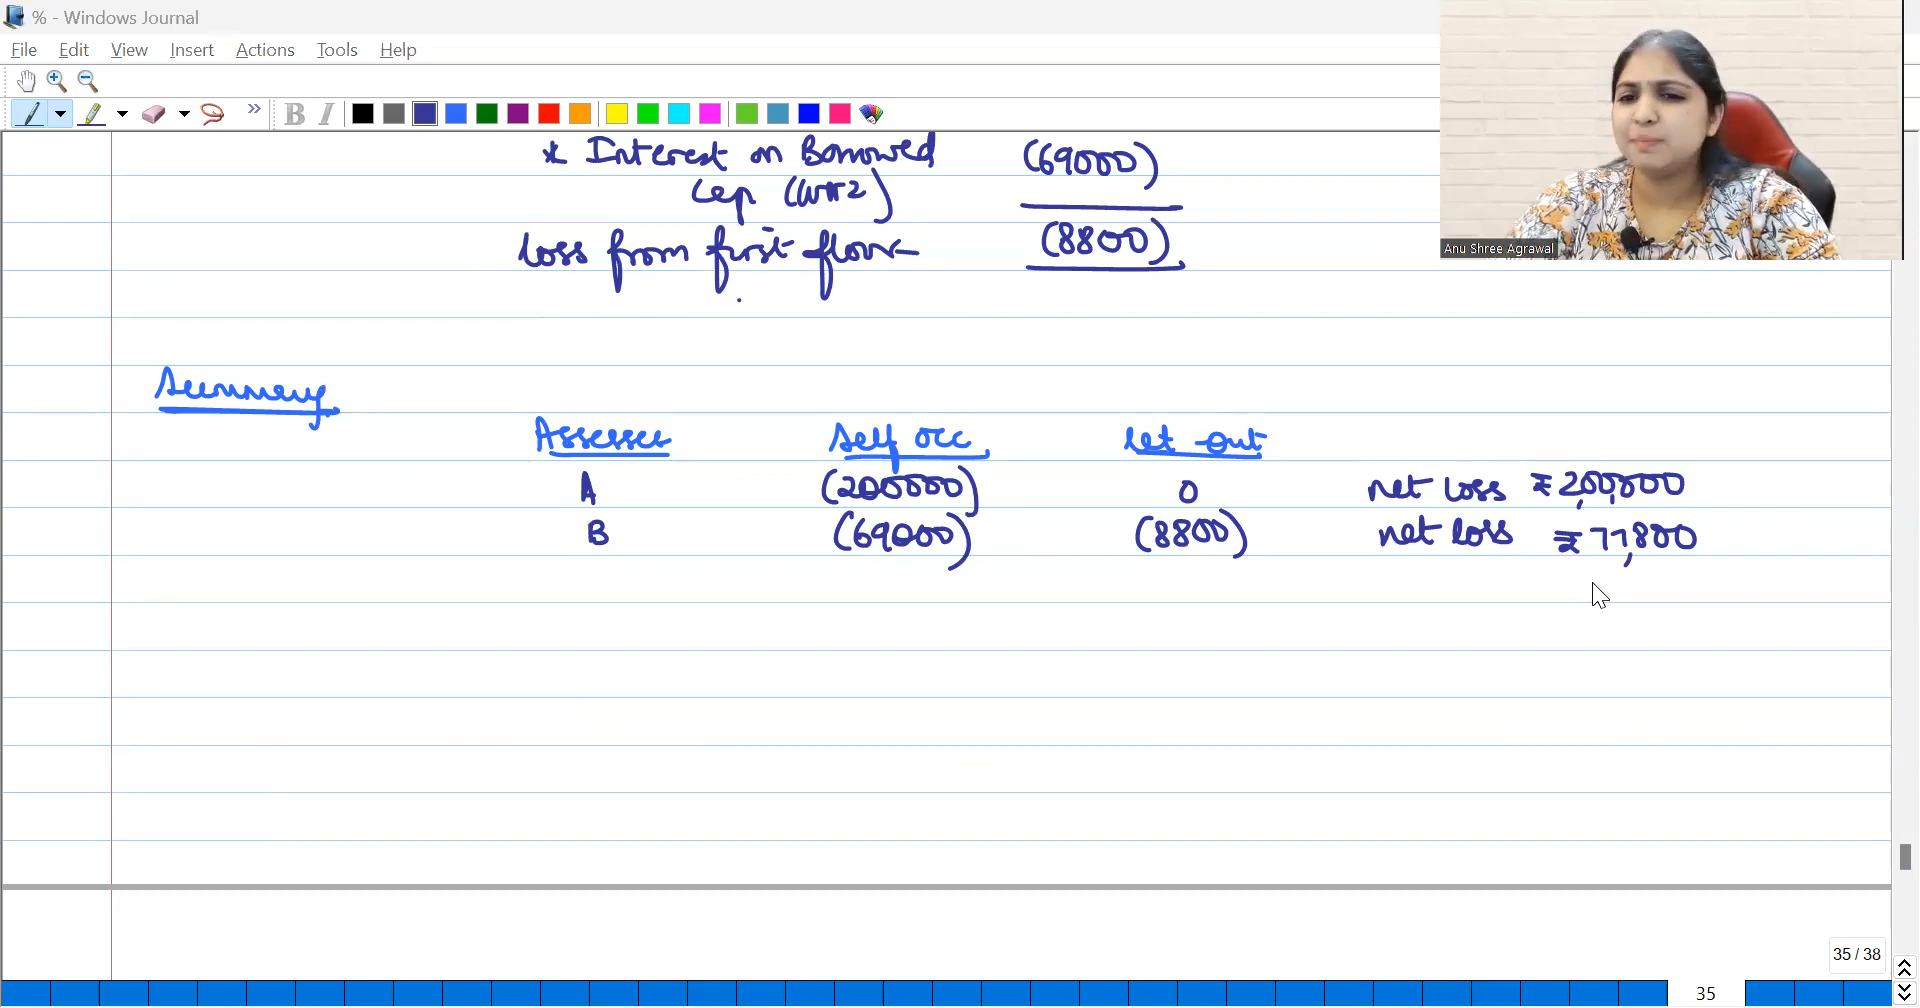 % - Windows Journal
File Edit View Insert Actions Tools Help
B I
* Interest on Borrowed (69000)
Cap (WN2)
Loss from first floor (8800)
Anu Shree Agrawal
Summary
Assessee Self occ Let out
A (200000) 0 net loss ₹ 2,00,000
B (69000) (8800) net loss ₹ 77,800
35 / 38
35